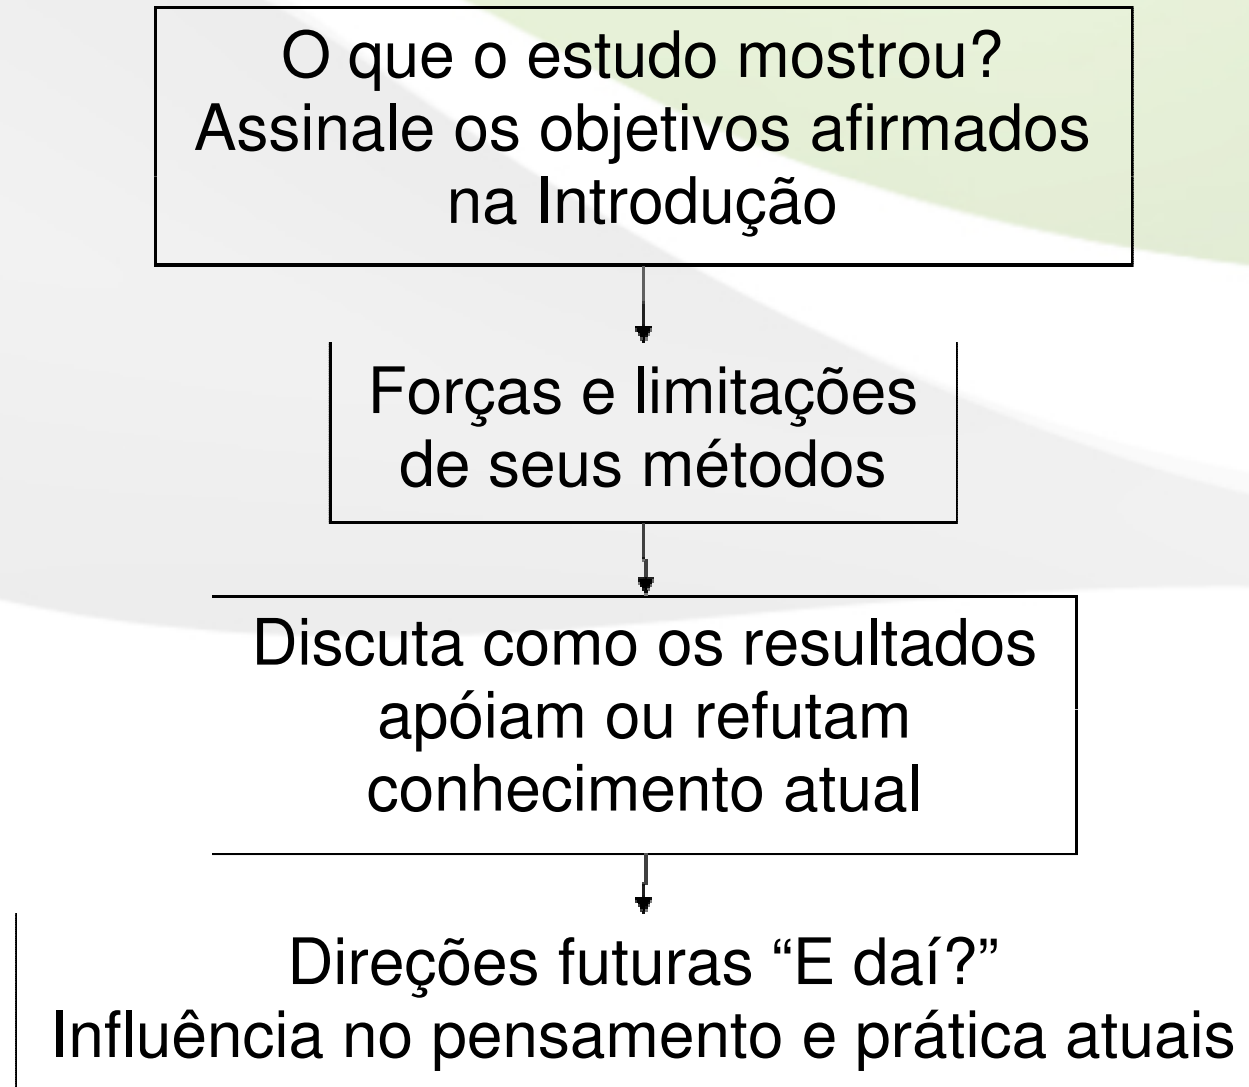 O que o estudo mostrou?
Assinale os objetivos afirmados
na Introdução
Forças e limitações
de seus métodos
Discuta como os resultados
apóiam ou refutam
conhecimento atual
Direções futuras “E daí?”
Influência no pensamento e prática atuais